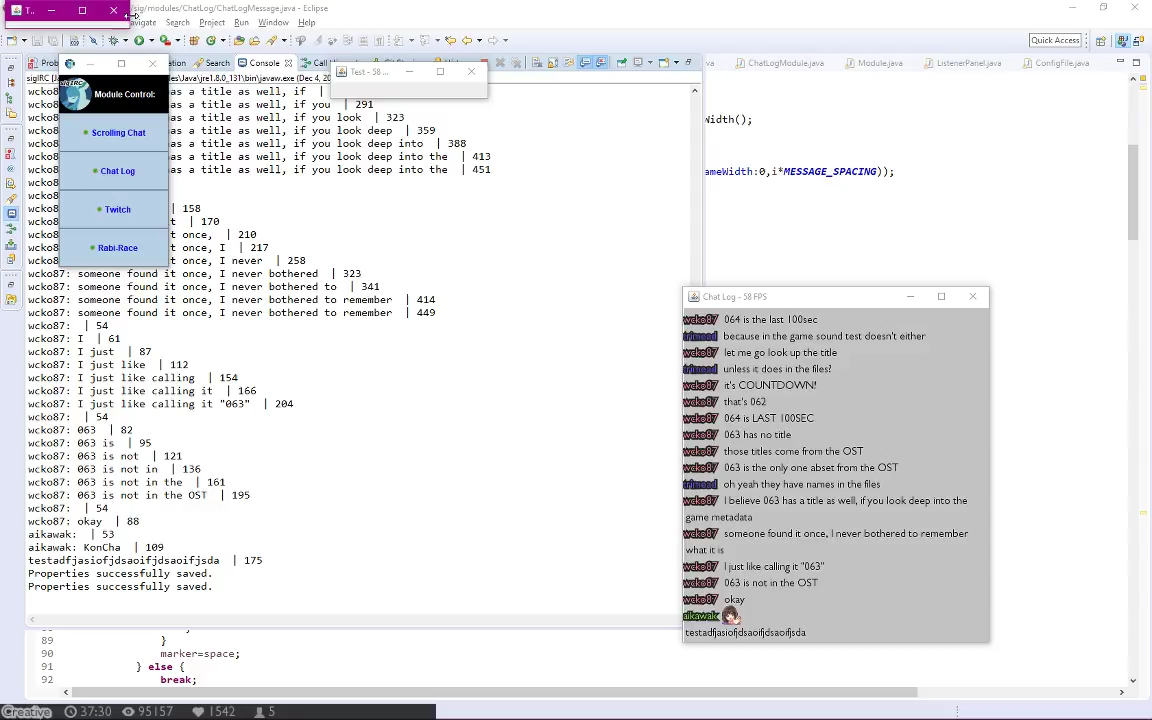 T...
sig/modules/ChatLog/ChatLogMessage.java - Eclipse
Navigate Search Project Run Window Help
Quick Access
Search Console
Test - 58 ...
ChatLogModule.java Module.java ListenerPanel.java ConfigFile.java
Module Control:
Scrolling Chat
Chat Log
Twitch
Rabi-Race
as a title as well, if |
as a title as well, if you | 291
as a title as well, if you look | 323
as a title as well, if you look deep | 359
as a title as well, if you look deep into | 388
as a title as well, if you look deep into the | 413
as a title as well, if you look deep into the | 451
| 158
t | 170
t once, | 210
t once, I | 217
t once, I never | 258
wcko87: someone found it once, I never bothered | 323
wcko87: someone found it once, I never bothered to | 341
wcko87: someone found it once, I never bothered to remember | 414
wcko87: someone found it once, I never bothered to remember | 449
wcko87: | 54
wcko87: I | 61
wcko87: I just | 87
wcko87: I just like | 112
wcko87: I just like calling | 154
wcko87: I just like calling it | 166
wcko87: I just like calling it "063" | 204
wcko87: | 54
wcko87: 063 | 82
wcko87: 063 is | 95
wcko87: 063 is not | 121
wcko87: 063 is not in | 136
wcko87: 063 is not in the | 161
wcko87: 063 is not in the OST | 195
wcko87: | 54
wcko87: okay | 88
aikawak: | 53
aikawak: KonCha | 109
testadfjasiofjdsaoifjdsaoifjsda | 175
Properties successfully saved.
Properties successfully saved.
Width();
ameWidth:0,i*MESSAGE_SPACING));
Chat Log - 58 FPS
wcko87 064 is the last 100sec
trimood because in the game sound test doesn't either
wcko87 let me go look up the title
trimood unless it does in the files?
wcko87 it's COUNTDOWN!
wcko87 that's 062
wcko87 064 is LAST 100SEC
wcko87 063 has no title
wcko87 those titles come from the OST
wcko87 063 is the only one abset from the OST
trimood oh yeah they have names in the files
wcko87 I believe 063 has a title as well, if you look deep into the
game metadata
wcko87 someone found it once, I never bothered to remember
what it is
wcko87 I just like calling it "063"
wcko87 063 is not in the OST
wcko87 okay
aikawak
testadfjasiofjdsaoifjdsaoifjsda
89 }
90 marker=space;
91 } else {
92 break;
Creative 37:30 95157 1542 5